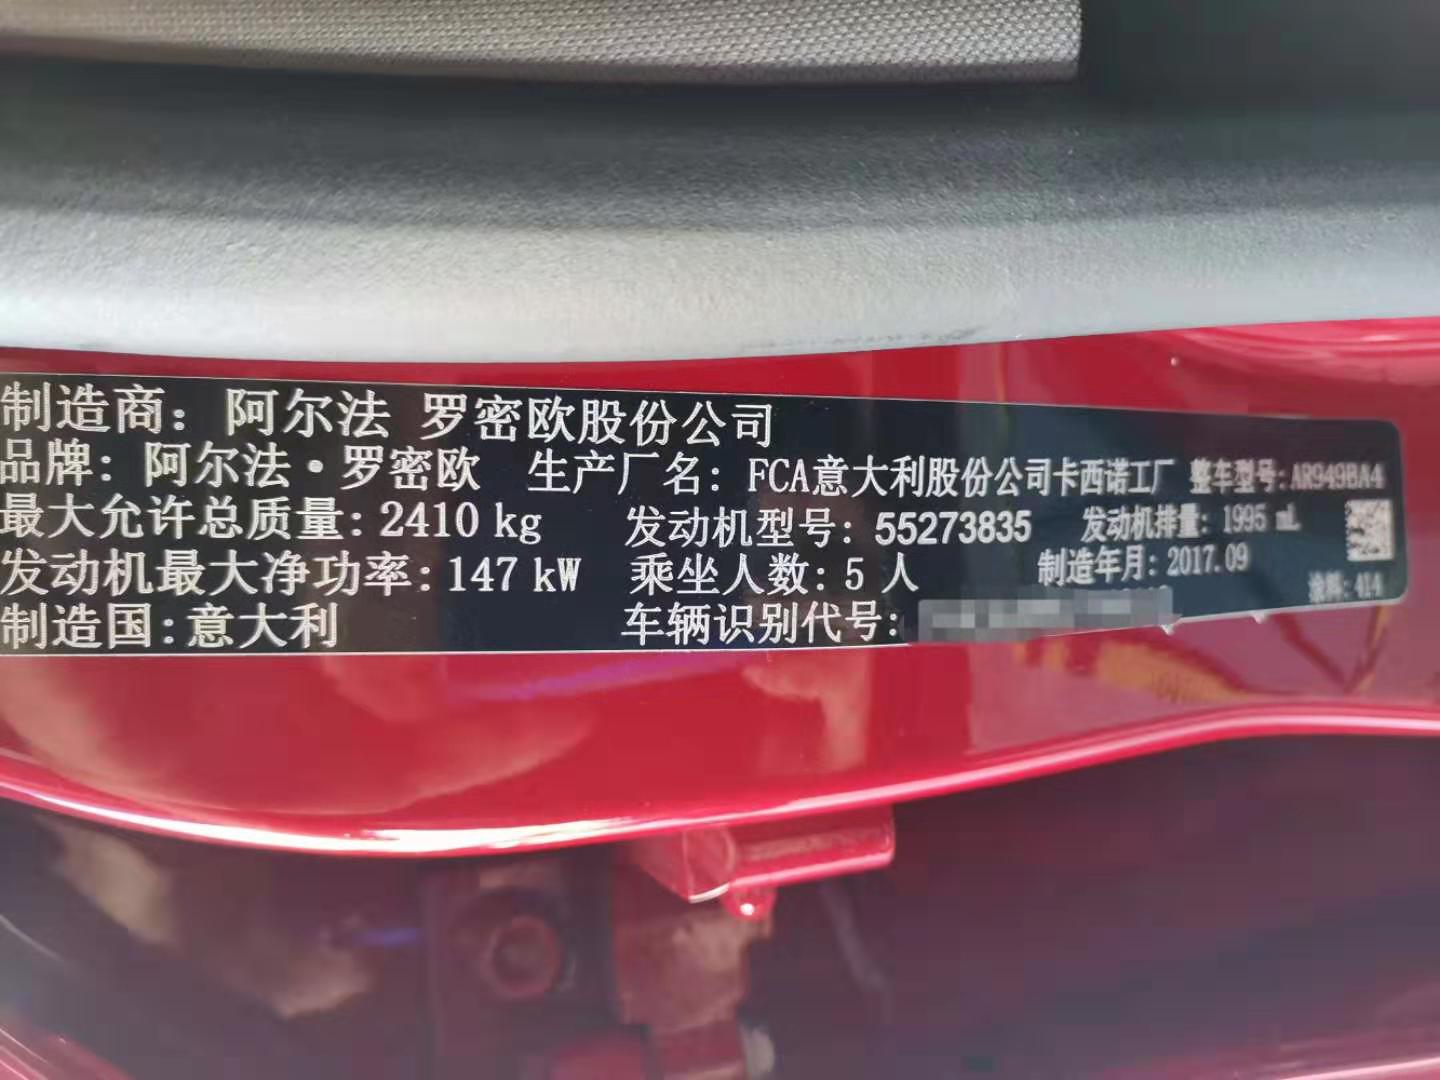 制造商：阿尔法 罗密欧股份公司
品牌：阿尔法·罗密欧 生产厂名：FCA意大利股份公司卡西诺工厂 整车型号：AR949BA4
最大允许总质量：2410 kg 发动机型号：55273835 发动机排量：1995 mL
发动机最大净功率：147 kW 乘坐人数：5 人 制造年月：2017.09
制造国：意大利 车辆识别代号： 涂料：414